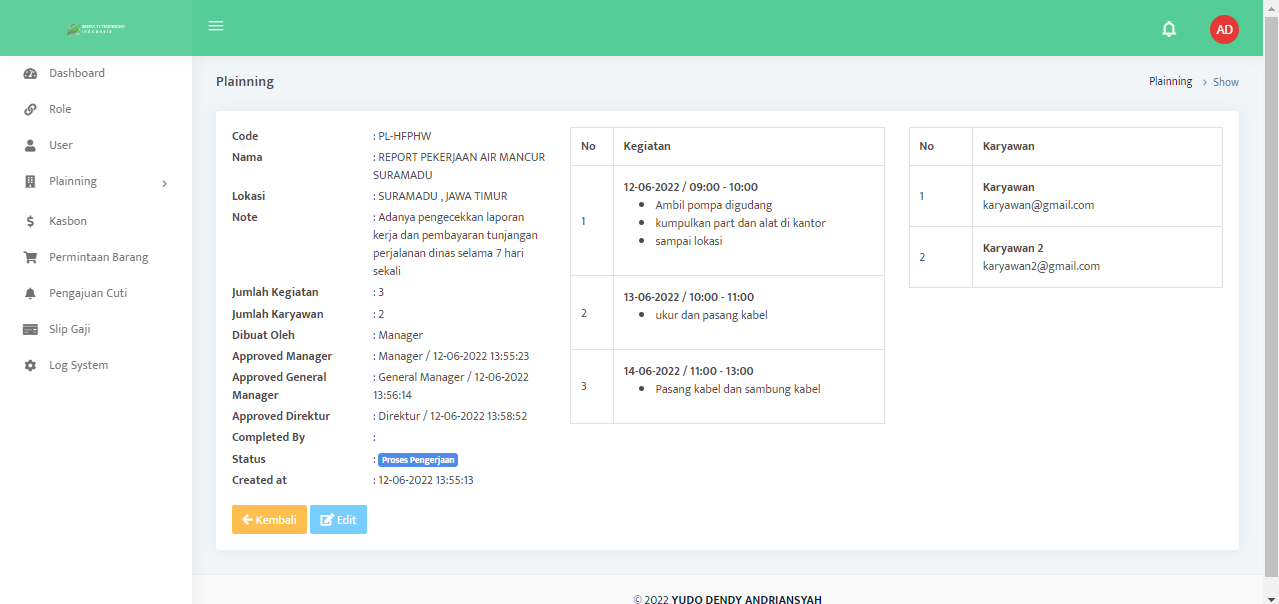 AD
Dashboard
Role
User
Plainning
Kasbon
Permintaan Barang
Pengajuan Cuti
Slip Gaji
Log System
Plainning
Plainning > Show
Code : PL-HFPHW
Nama : REPORT PEKERJAAN AIR MANCUR
SURAMADU
Lokasi : SURAMADU , JAWA TIMUR
Note : Adanya pengecekkan laporan
kerja dan pembayaran tunjangan
perjalanan dinas selama 7 hari
sekali
Jumlah Kegiatan : 3
Jumlah Karyawan : 2
Dibuat Oleh : Manager
Approved Manager : Manager / 12-06-2022 13:55:23
Approved General : General Manager / 12-06-2022
Manager 13:56:14
Approved Direktur : Direktur / 12-06-2022 13:58:52
Completed By :
Status : Proses Pengerjaan
Created at : 12-06-2022 13:55:13
Kembali Edit
No Kegiatan
1
12-06-2022 / 09:00 - 10:00
• Ambil pompa digudang
• kumpulkan part dan alat di kantor
• sampai lokasi
2
13-06-2022 / 10:00 - 11:00
• ukur dan pasang kabel
3
14-06-2022 / 11:00 - 13:00
• Pasang kabel dan sambung kabel
No Karyawan
1
Karyawan
karyawan@gmail.com
2
Karyawan 2
karyawan2@gmail.com
© 2022 YUDO DENDY ANDRIANSYAH